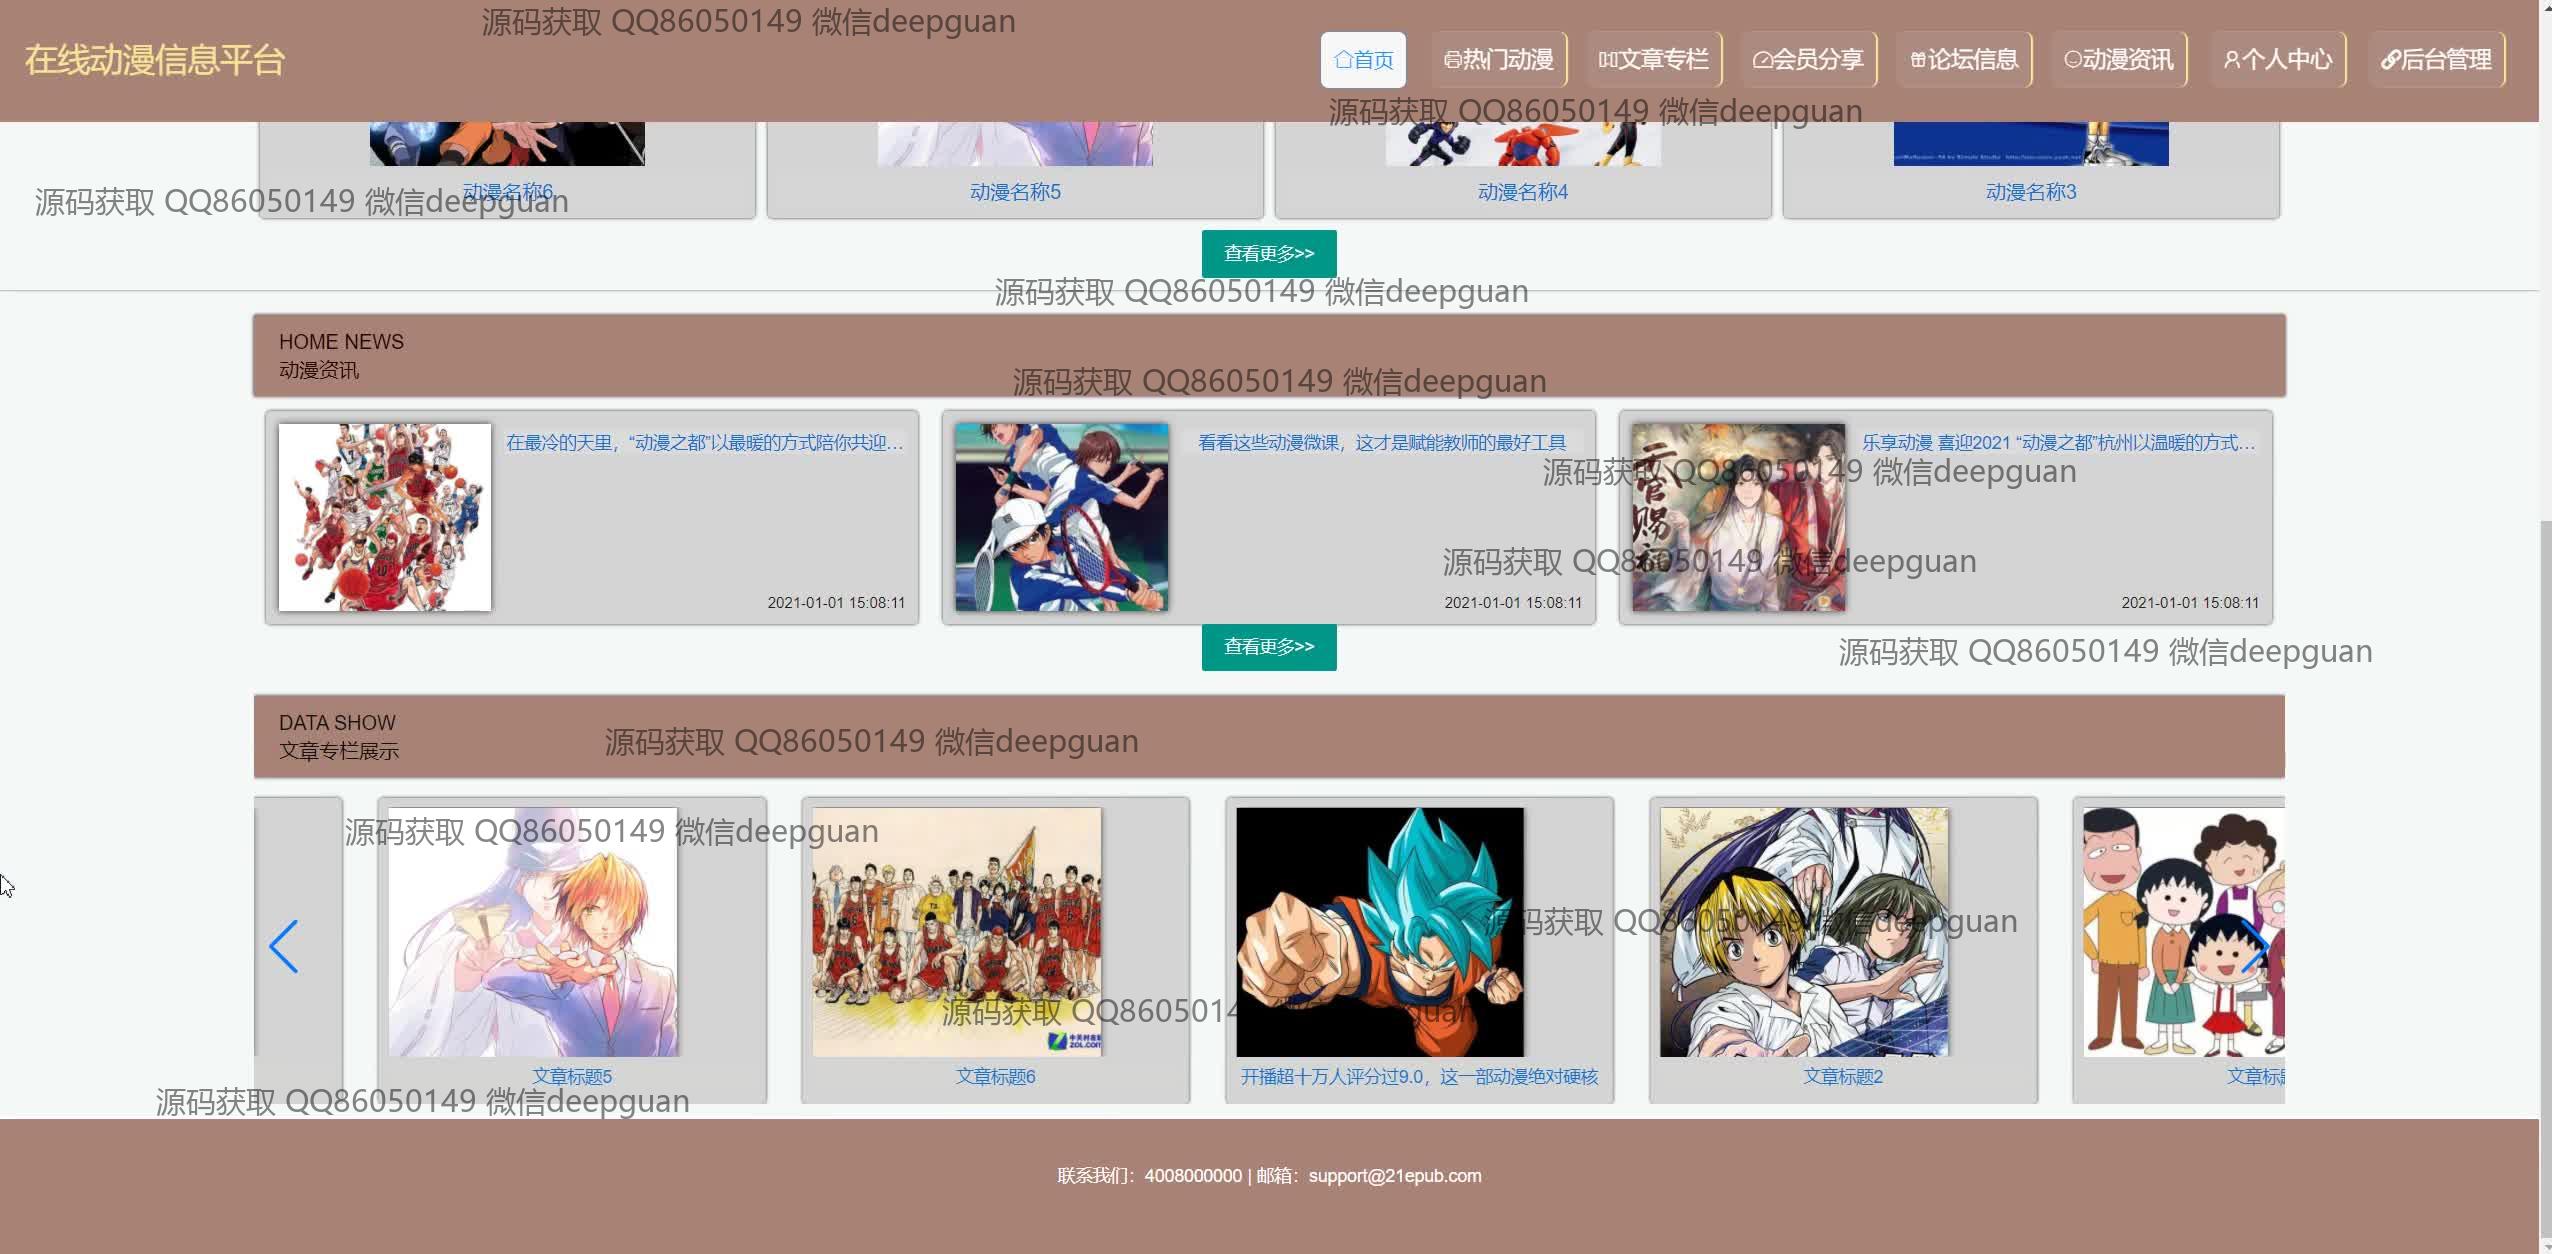 源码获取 QQ86050149 微信deepguan
在线动漫信息平台
首页
热门动漫
文章专栏
会员分享
论坛信息
动漫资讯
个人中心
后台管理
源码获取 QQ86050149 微信deepguan
动漫名称6
动漫名称5
动漫名称4
动漫名称3
源码获取 QQ86050149 微信deepguan
查看更多>>
源码获取 QQ86050149 微信deepguan
HOME NEWS
动漫资讯
源码获取 QQ86050149 微信deepguan
在最冷的天里，“动漫之都”以最暖的方式陪你共迎...
2021-01-01 15:08:11
看看这些动漫微课，这才是赋能教师的最好工具
2021-01-01 15:08:11
乐享动漫 喜迎2021 “动漫之都”杭州以温暖的方式...
源码获取 QQ86050149 微信deepguan
天官赐福
源码获取 QQ86050149 微信deepguan
2021-01-01 15:08:11
查看更多>>
源码获取 QQ86050149 微信deepguan
DATA SHOW
文章专栏展示
源码获取 QQ86050149 微信deepguan
源码获取 QQ86050149 微信deepguan
源码获取 QQ86050149 微信deepguan
源码获取 QQ8605014
ZOL.COM
文章标题5
文章标题6
开播超十万人评分过9.0，这一部动漫绝对硬核
文章标题2
文章标
源码获取 QQ86050149 微信deepguan
联系我们：4008000000 | 邮箱：support@21epub.com